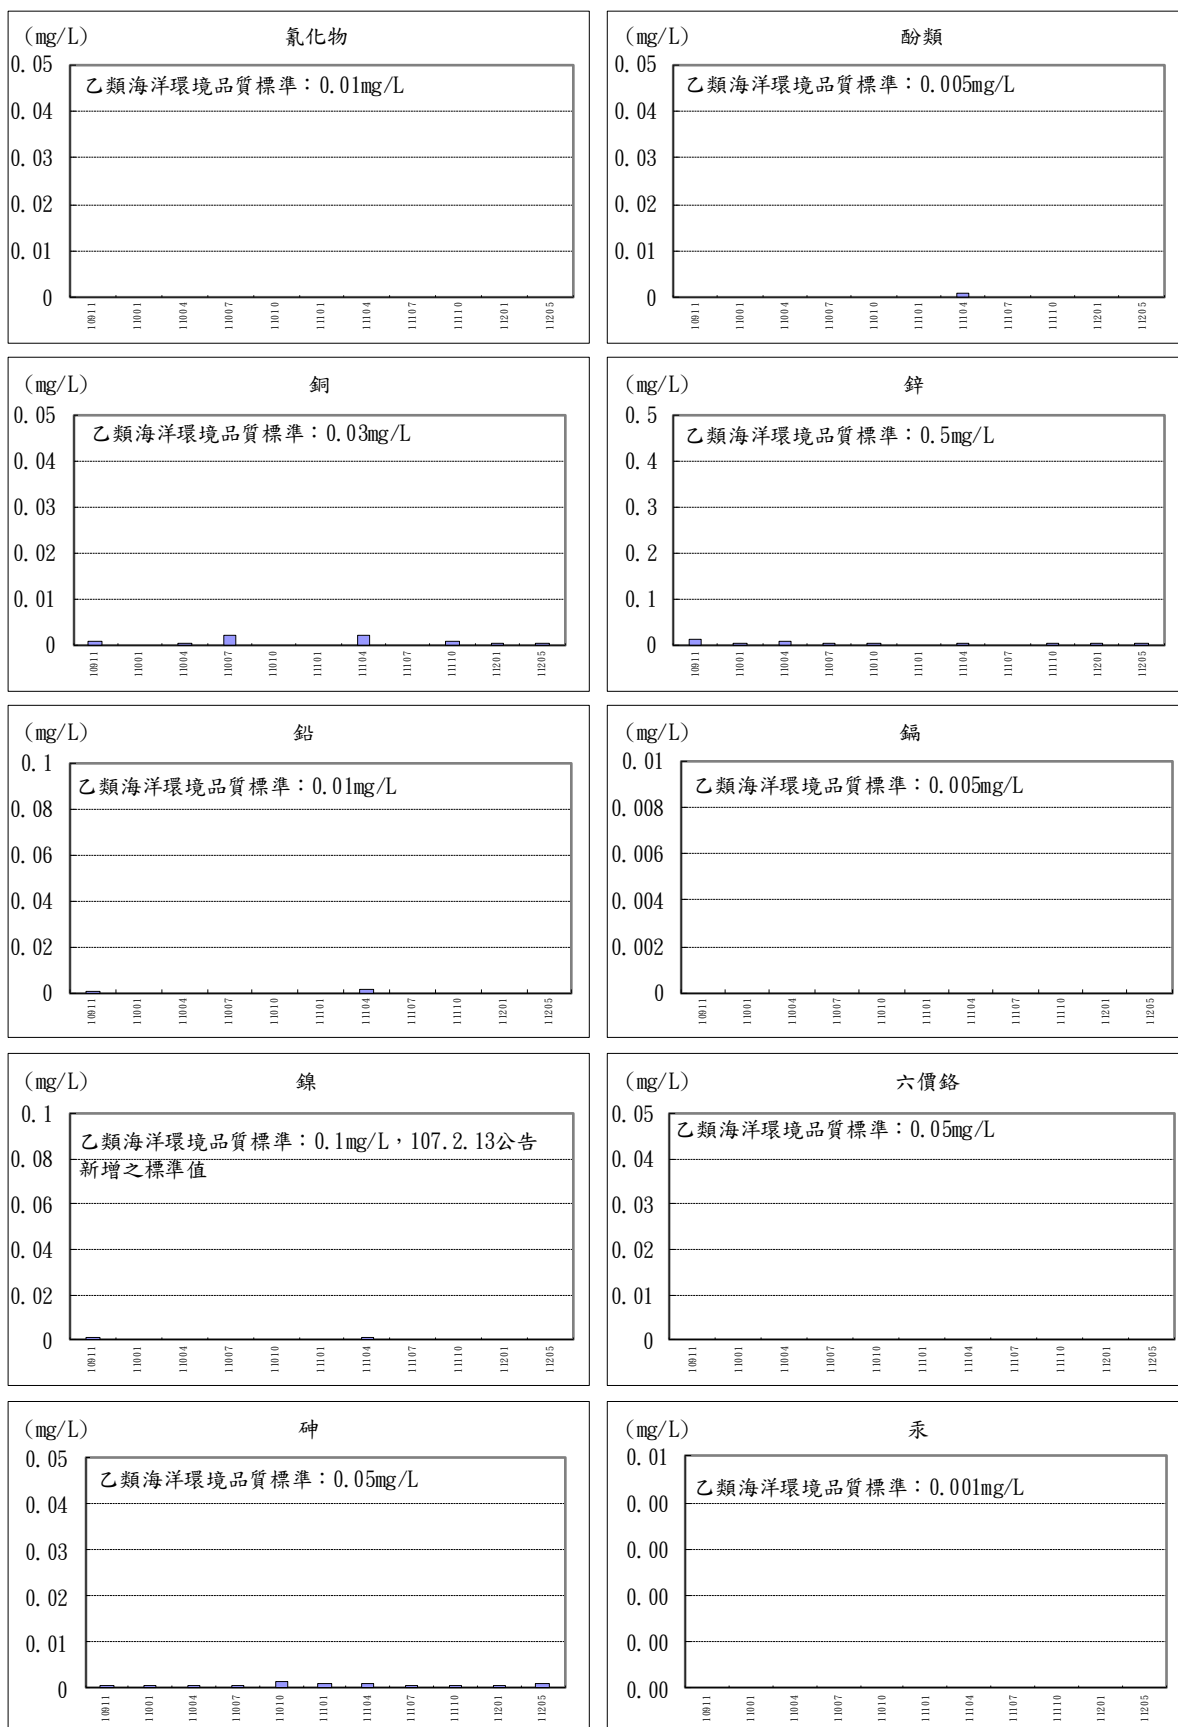 (mg/L) 氰化物
0.05
乙類海洋環境品質標準：0.01mg/L
0.04
0.03
0.02
0.01
0
10911 11001 11004 11007 11010 11101 11104 11107 11110 11201 11205
(mg/L) 酚類
0.05
乙類海洋環境品質標準：0.005mg/L
0.04
0.03
0.02
0.01
0
10911 11001 11004 11007 11010 11101 11104 11107 11110 11201 11205
(mg/L) 銅
0.05
乙類海洋環境品質標準：0.03mg/L
0.04
0.03
0.02
0.01
0
10911 11001 11004 11007 11010 11101 11104 11107 11110 11201 11205
(mg/L) 鋅
0.5
乙類海洋環境品質標準：0.5mg/L
0.4
0.3
0.2
0.1
0
10911 11001 11004 11007 11010 11101 11104 11107 11110 11201 11205
(mg/L) 鉛
0.1
乙類海洋環境品質標準：0.01mg/L
0.08
0.06
0.04
0.02
0
10911 11001 11004 11007 11010 11101 11104 11107 11110 11201 11205
(mg/L) 鎘
0.01
乙類海洋環境品質標準：0.005mg/L
0.008
0.006
0.004
0.002
0
10911 11001 11004 11007 11010 11101 11104 11107 11110 11201 11205
(mg/L) 鎳
0.1
乙類海洋環境品質標準：0.1mg/L，107.2.13公告
新增之標準值
0.08
0.06
0.04
0.02
0
10911 11001 11004 11007 11010 11101 11104 11107 11110 11201 11205
(mg/L) 六價鉻
0.05
乙類海洋環境品質標準：0.05mg/L
0.04
0.03
0.02
0.01
0
10911 11001 11004 11007 11010 11101 11104 11107 11110 11201 11205
(mg/L) 砷
0.05
乙類海洋環境品質標準：0.05mg/L
0.04
0.03
0.02
0.01
0
10911 11001 11004 11007 11010 11101 11104 11107 11110 11201 11205
(mg/L) 汞
0.01
乙類海洋環境品質標準：0.001mg/L
0.00
0.00
0.00
0.00
0.00
10911 11001 11004 11007 11010 11101 11104 11107 11110 11201 11205